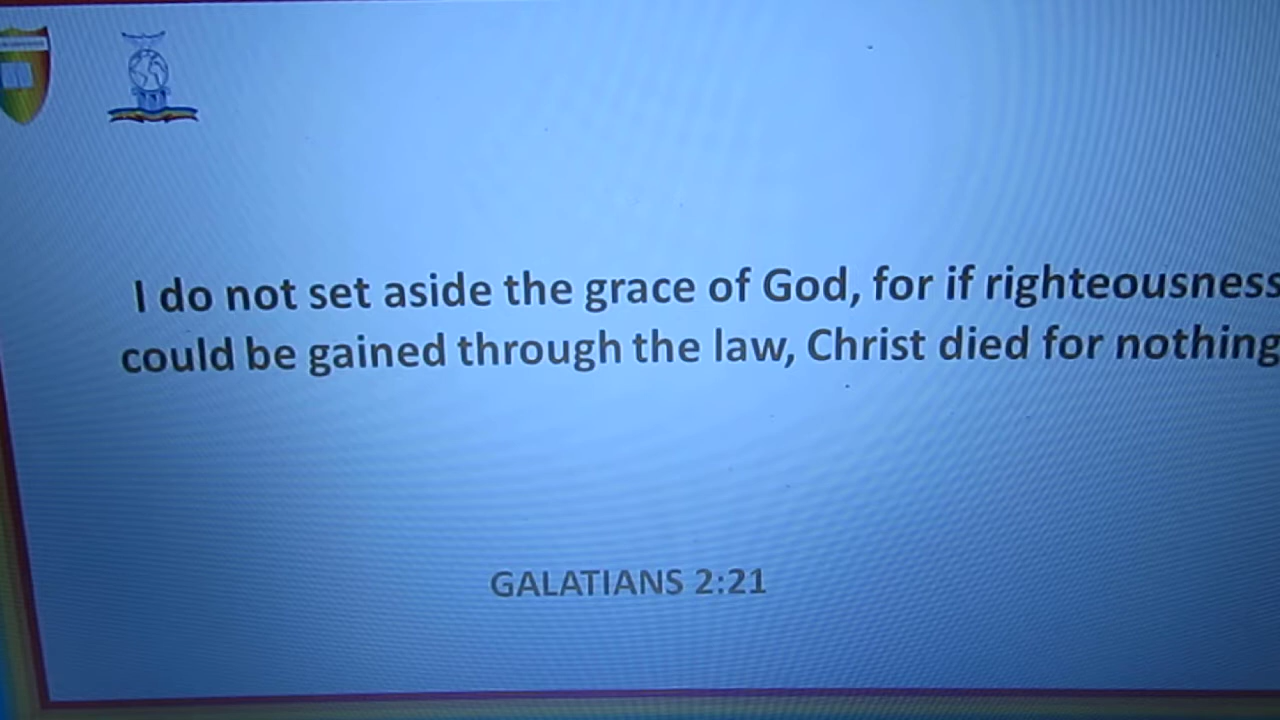 I do not set aside the grace of God, for if righteousness
could be gained through the law, Christ died for nothing
GALATIANS 2:21